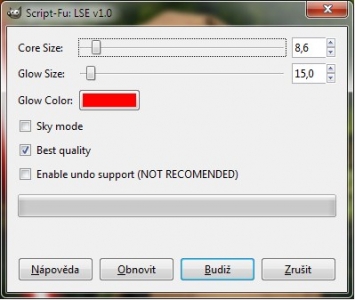 Script-Fu: LSE v1.0
Core Size:
8,6
Glow Size:
15,0
Glow Color:
Sky mode
Best quality
Enable undo support (NOT RECOMENDED)
Nápověda
Obnovit
Budiž
Zrušit